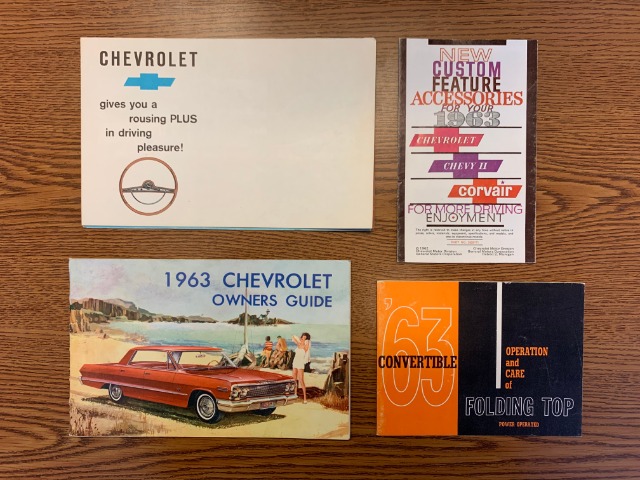 CHEVROLET
gives you a
rousing PLUS
in driving
pleasure!
NEW
CUSTOM
FEATURE
ACCESSORIES
FOR YOUR
1963
CHEVROLET
CHEVY II
corvair
FOR MORE DRIVING
ENJOYMENT
1963 CHEVROLET
OWNERS GUIDE
'63
CONVERTIBLE
OPERATION
and
CARE
of
FOLDING TOP
POWER OPERATED